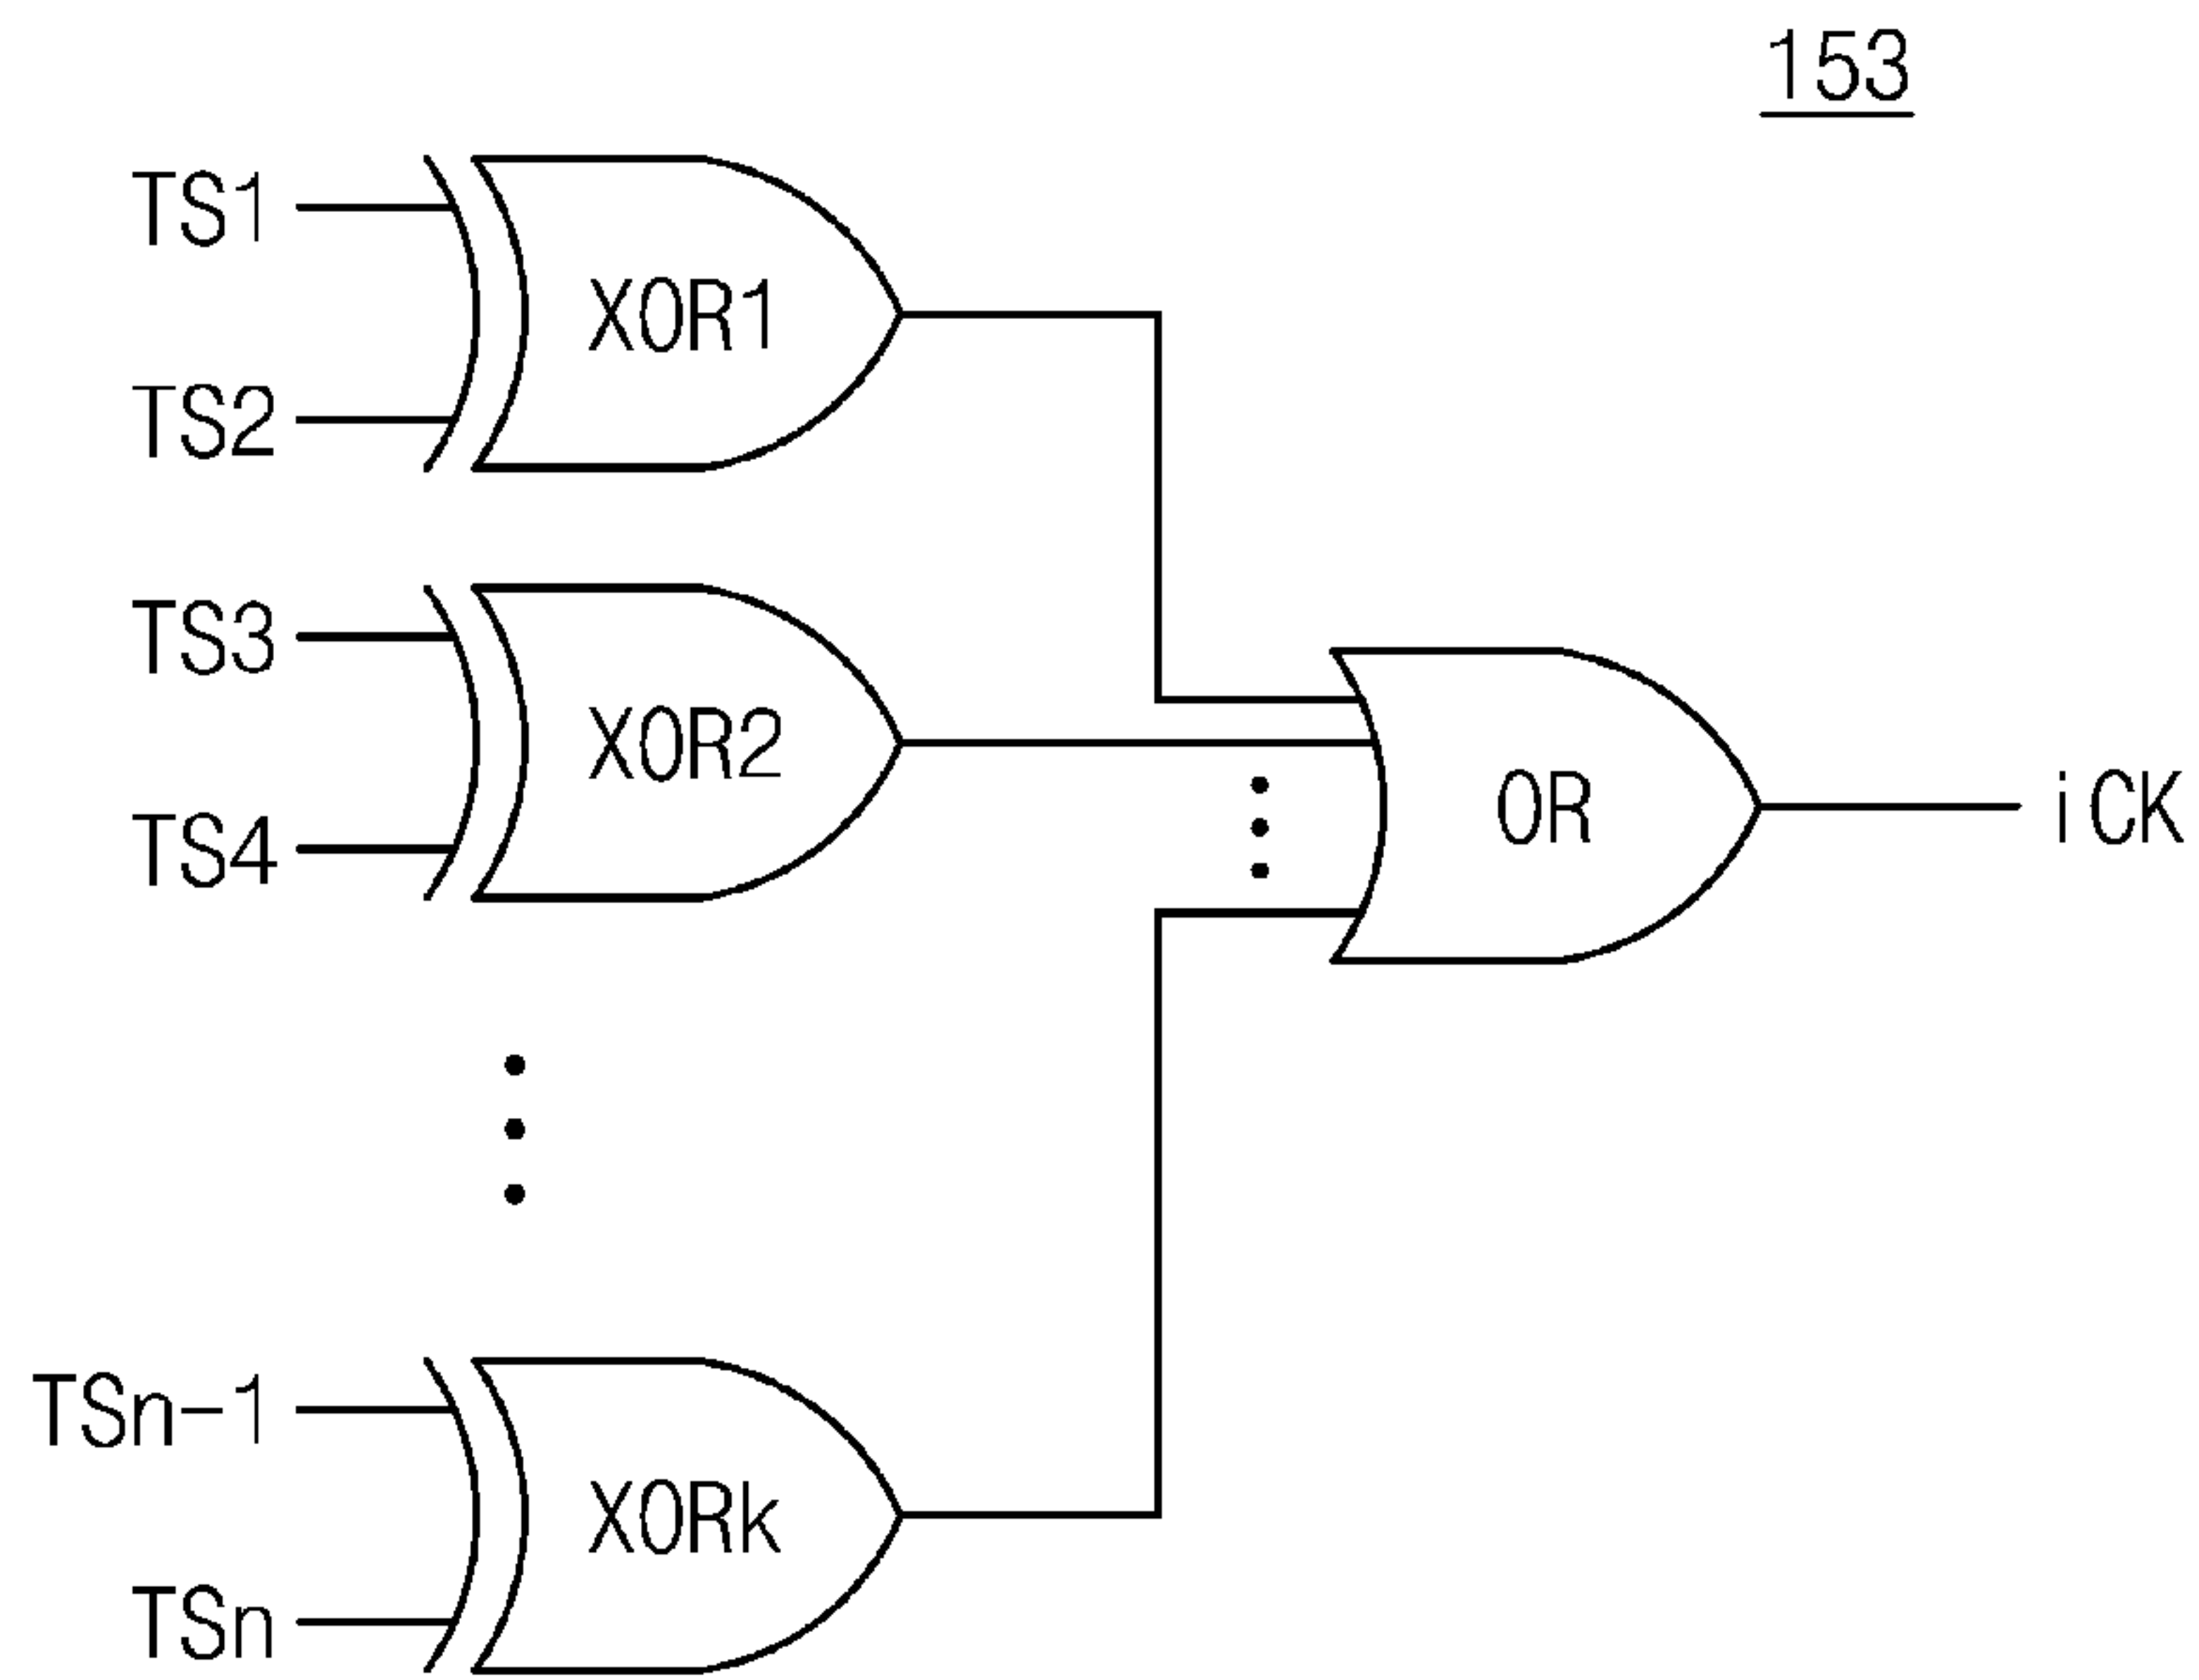 153
TS1
XOR1
TS2
TS3
XOR2
TS4
OR
iCK
TSn-1
XORk
TSn